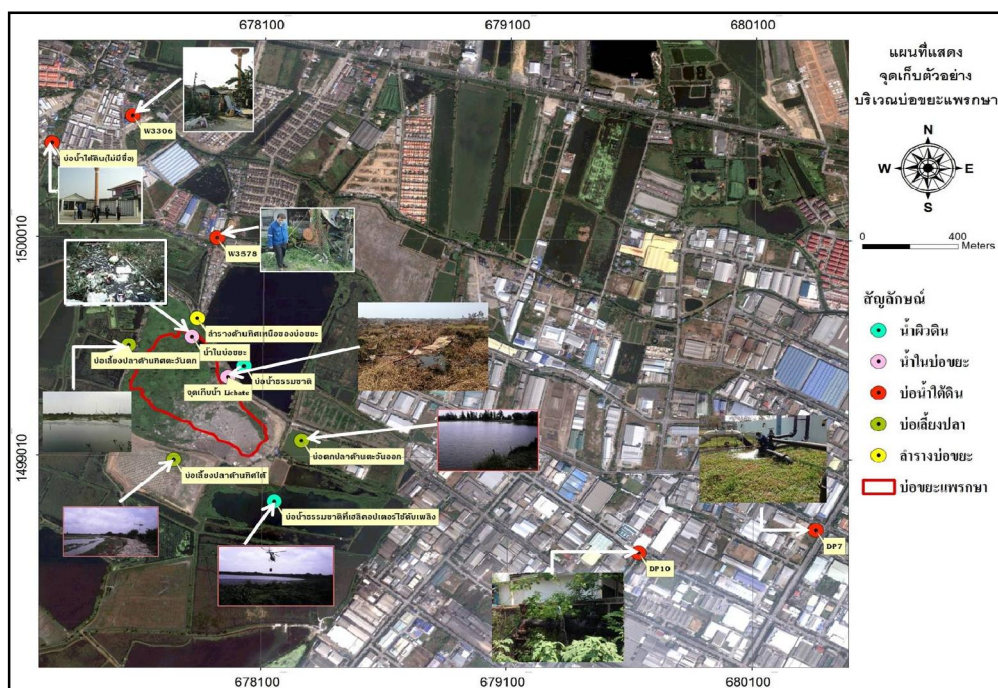 678100
679100
680100
แผนที่แสดง
จุดเก็บตัวอย่าง
บริเวณบ่อขยะแพรกษา
N
W
E
S
0
400
Meters
สัญลักษณ์
น้ำผิวดิน
น้ำในบ่อขยะ
บ่อน้ำใต้ดิน
บ่อเลี้ยงปลา
ลำรางบ่อขยะ
บ่อขยะแพรกษา
1500010
1499010
W3306
บ่อน้ำใต้ดิน(ไม่มีชื่อ)
W3578
ลำรางด้านทิศเหนือของบ่อขยะ
น้ำในบ่อขยะ
บ่อเลี้ยงปลาด้านทิศตะวันตก
บ่อน้ำธรรมชาติ
จุดเก็บน้ำ Lichate
บ่อตกปลาด้านตะวันออก
บ่อเลี้ยงปลาด้านทิศใต้
บ่อน้ำธรรมชาติที่เฮลิคอปเตอร์ใช้ดับเพลิง
DP7
DP10
678100
679100
680100